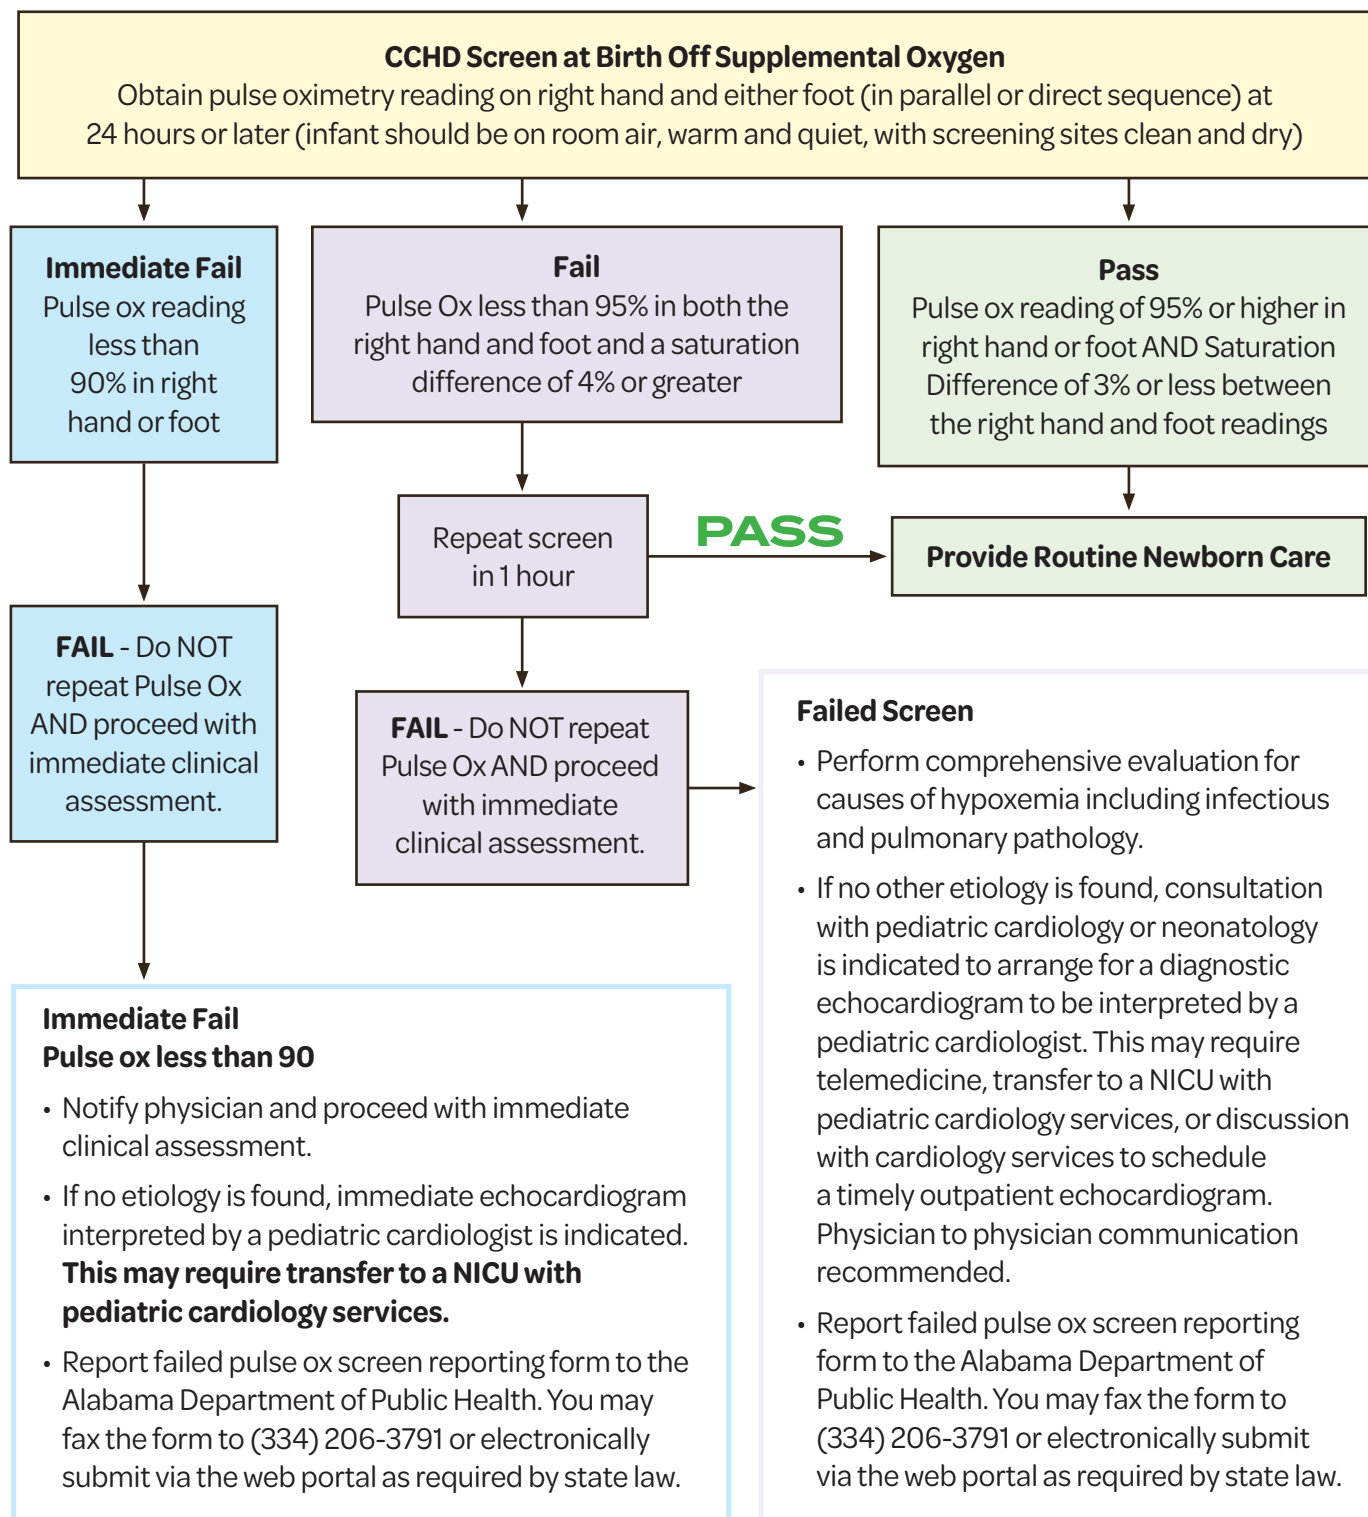 CCHD Screen at Birth Off Supplemental Oxygen
Obtain pulse oximetry reading on right hand and either foot (in parallel or direct sequence) at
24 hours or later (infant should be on room air, warm and quiet, with screening sites clean and dry)
Immediate Fail
Pulse ox reading
less than
90% in right
hand or foot
Fail
Pulse Ox less than 95% in both the
right hand and foot and a saturation
difference of 4% or greater
Pass
Pulse ox reading of 95% or higher in
right hand or foot AND Saturation
Difference of 3% or less between
the right hand and foot readings
Repeat screen
in 1 hour
PASS
Provide Routine Newborn Care
FAIL - Do NOT
repeat Pulse Ox
AND proceed with
immediate clinical
assessment.
FAIL - Do NOT repeat
Pulse Ox AND proceed
with immediate
clinical assessment.
Failed Screen
• Perform comprehensive evaluation for
causes of hypoxemia including infectious
and pulmonary pathology.
• If no other etiology is found, consultation
with pediatric cardiology or neonatology
is indicated to arrange for a diagnostic
echocardiogram to be interpreted by a
pediatric cardiologist. This may require
telemedicine, transfer to a NICU with
pediatric cardiology services, or discussion
with cardiology services to schedule
a timely outpatient echocardiogram.
Physician to physician communication
recommended.
• Report failed pulse ox screen reporting
form to the Alabama Department of
Public Health. You may fax the form to
(334) 206-3791 or electronically submit
via the web portal as required by state law.
Immediate Fail
Pulse ox less than 90
• Notify physician and proceed with immediate
clinical assessment.
• If no etiology is found, immediate echocardiogram
interpreted by a pediatric cardiologist is indicated.
This may require transfer to a NICU with
pediatric cardiology services.
• Report failed pulse ox screen reporting form to the
Alabama Department of Public Health. You may
fax the form to (334) 206-3791 or electronically
submit via the web portal as required by state law.